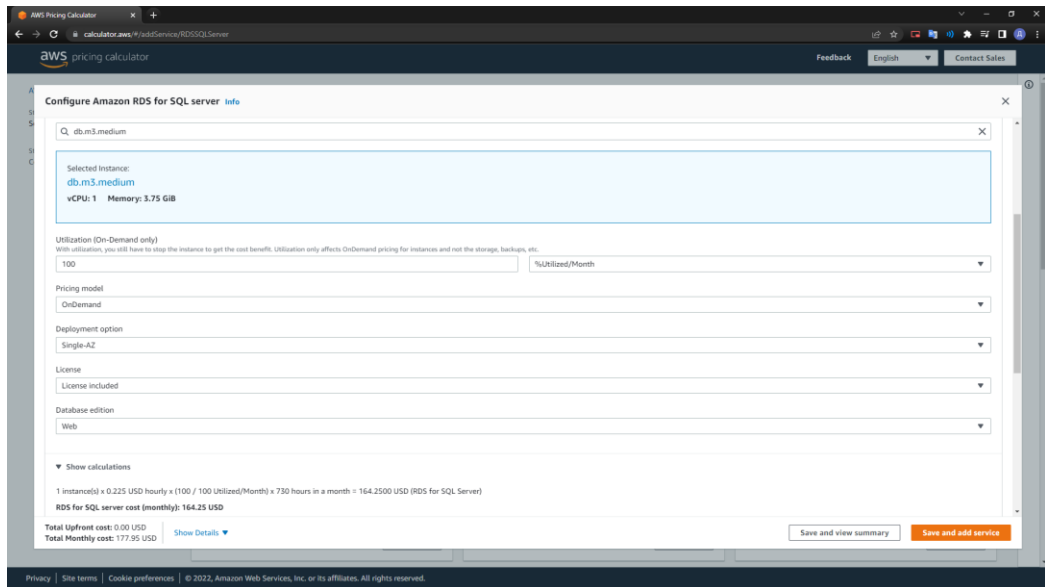 AWS Pricing Calculator
calculator.aws/#/addService/RDSSQLServer
aws pricing calculator
Feedback
English
Contact Sales
Configure Amazon RDS for SQL server Info
db.m3.medium
Selected Instance:
db.m3.medium
vCPU: 1 Memory: 3.75 GiB
Utilization (On-Demand only)
With utilization, you still have to stop the instance to get the cost benefit. Utilization only affects OnDemand pricing for instances and not the storage, backups, etc.
100
%Utilized/Month
Pricing model
OnDemand
Deployment option
Single-AZ
License
License included
Database edition
Web
Show calculations
1 instance(s) x 0.225 USD hourly x (100 / 100 Utilized/Month) x 730 hours in a month = 164.2500 USD (RDS for SQL Server)
RDS for SQL server cost (monthly): 164.25 USD
Total Upfront cost: 0.00 USD
Total Monthly cost: 177.95 USD
Show Details
Save and view summary
Save and add service
Privacy | Site terms | Cookie preferences | © 2022, Amazon Web Services, Inc. or its affiliates. All rights reserved.